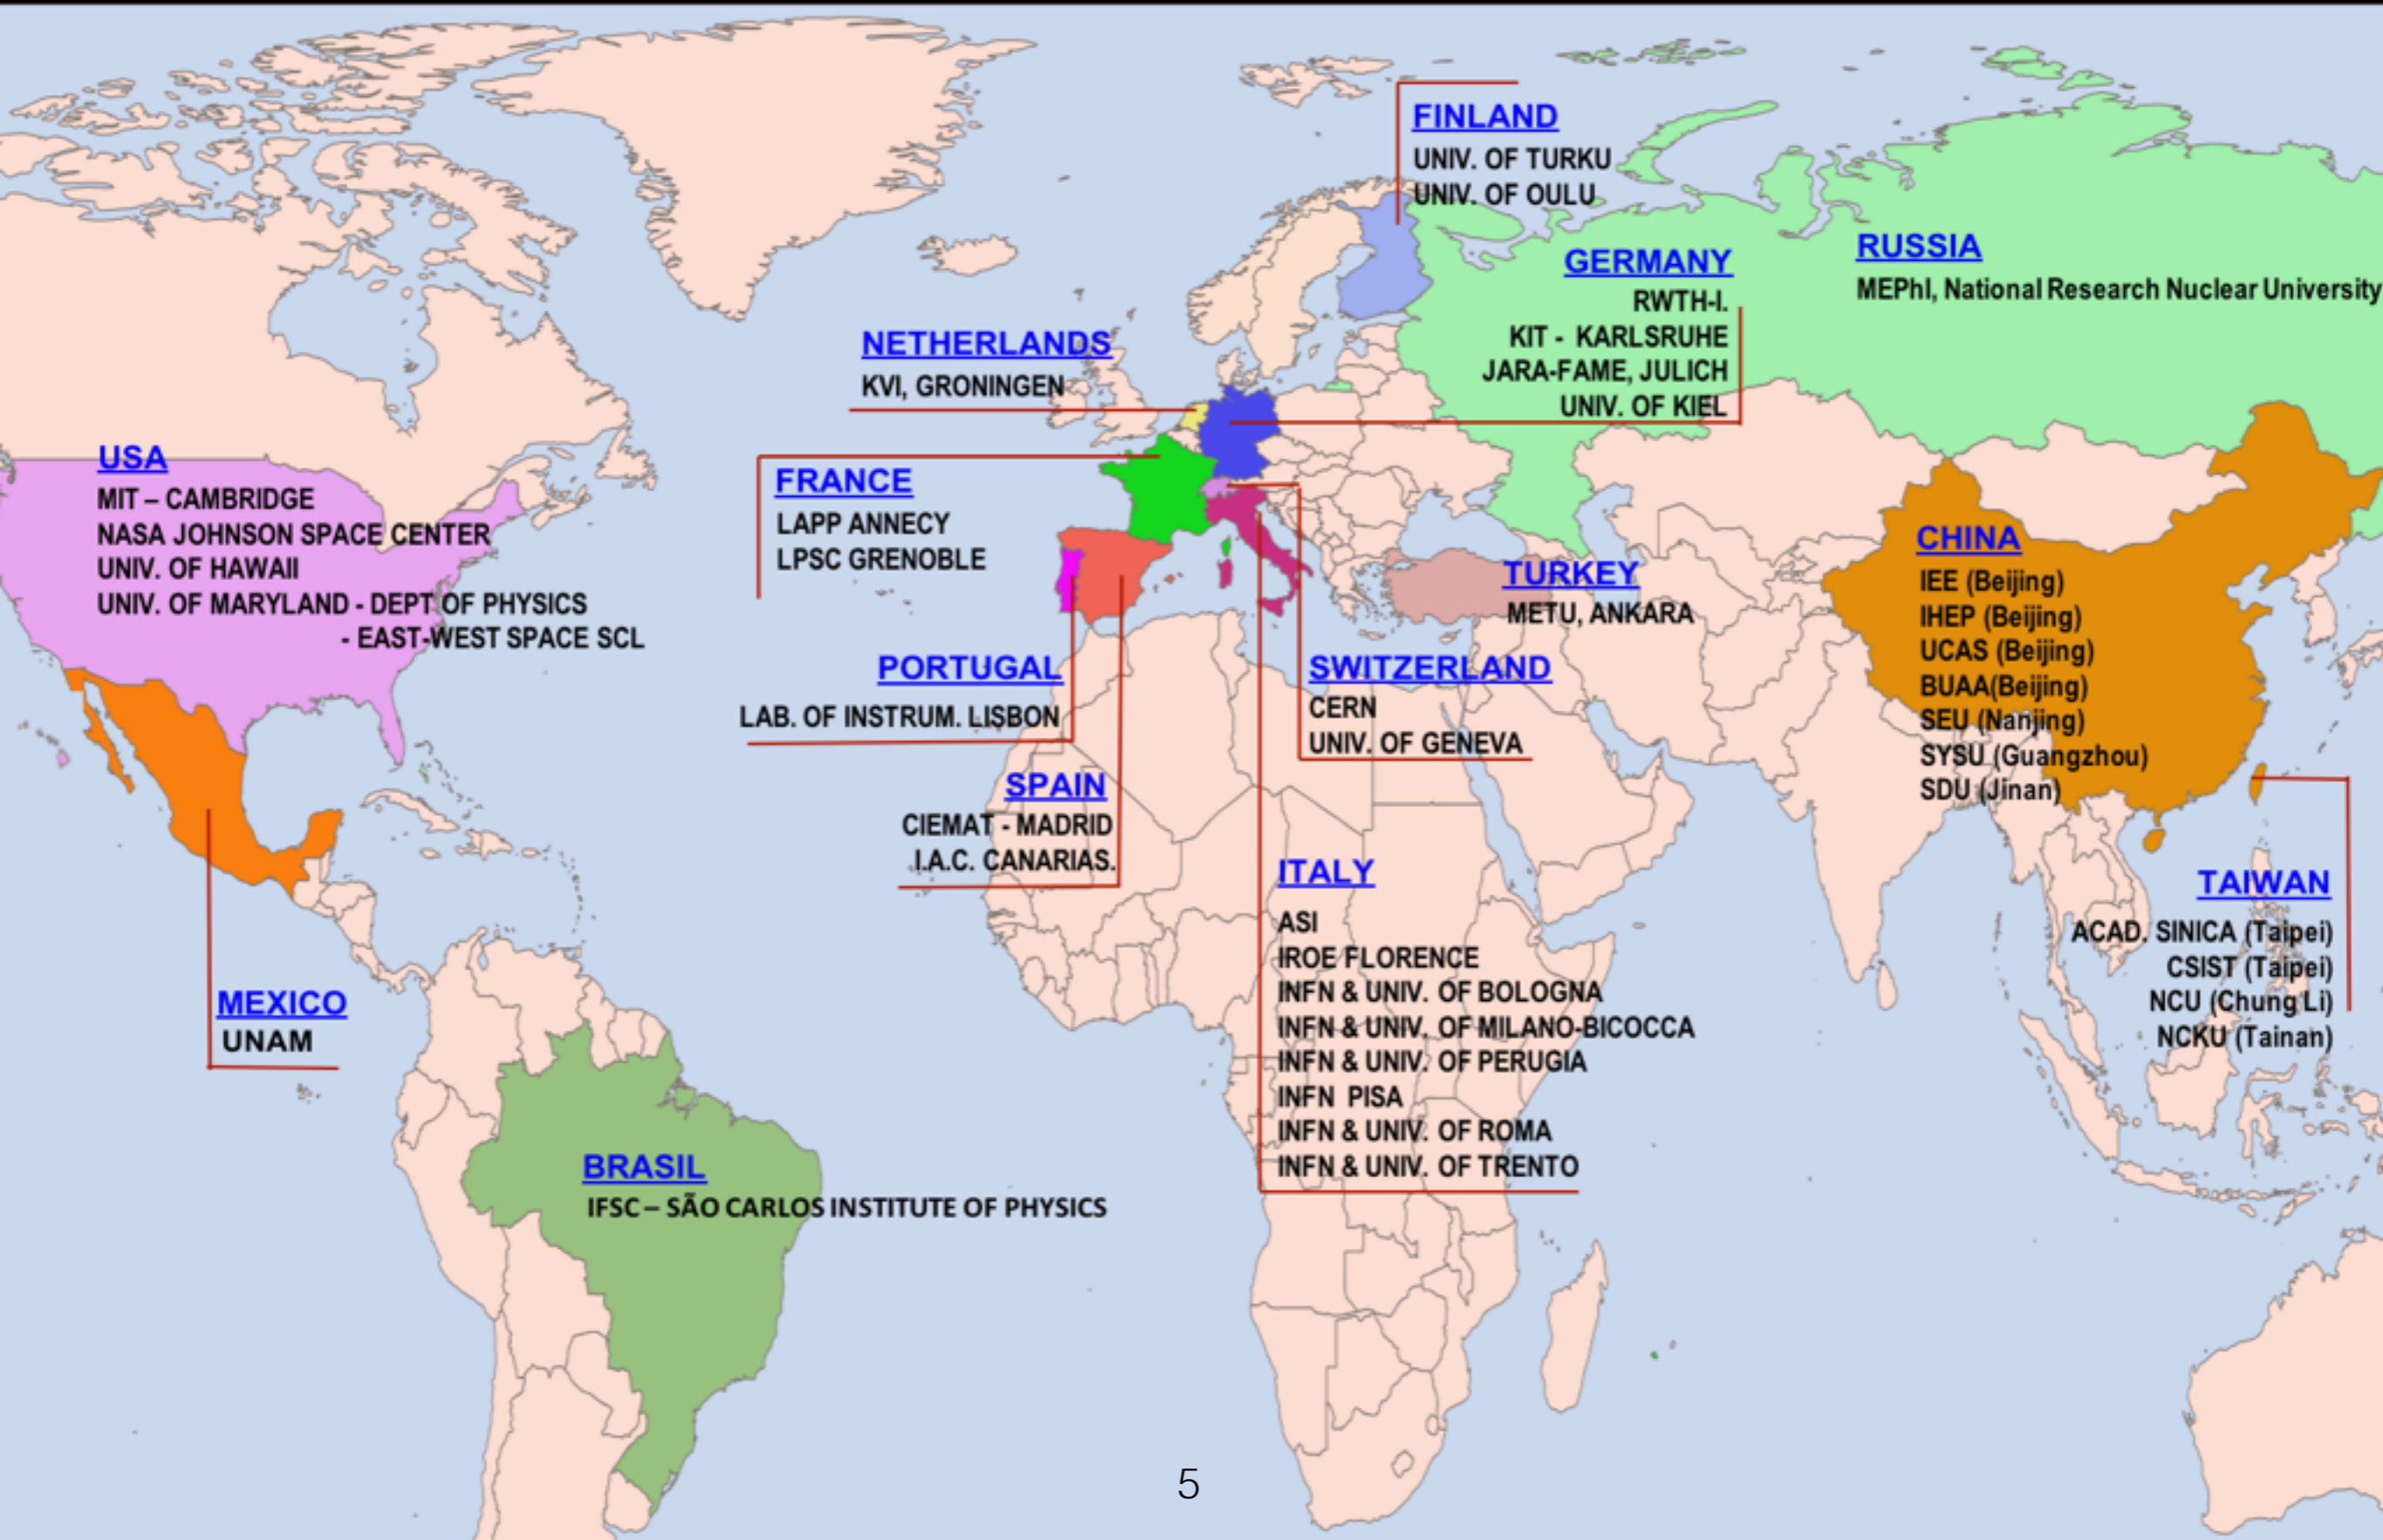 FINLAND
UNIV. OF TURKU
UNIV. OF OULU
GERMANY
RWTH-I.
KIT - KARLSRUHE
JARA-FAME, JULICH
UNIV. OF KIEL
RUSSIA
MEPhI, National Research Nuclear University
NETHERLANDS
KVI, GRONINGEN
USA
MIT – CAMBRIDGE
NASA JOHNSON SPACE CENTER
UNIV. OF HAWAII
UNIV. OF MARYLAND - DEPT OF PHYSICS
- EAST-WEST SPACE SCL
FRANCE
LAPP ANNECY
LPSC GRENOBLE
TURKEY
METU, ANKARA
CHINA
IEE (Beijing)
IHEP (Beijing)
UCAS (Beijing)
BUAA(Beijing)
SEU (Nanjing)
SYSU (Guangzhou)
SDU (Jinan)
PORTUGAL
LAB. OF INSTRUM. LISBON
SWITZERLAND
CERN
UNIV. OF GENEVA
SPAIN
CIEMAT - MADRID
I.A.C. CANARIAS.
ITALY
ASI
IROE FLORENCE
INFN & UNIV. OF BOLOGNA
INFN & UNIV. OF MILANO-BICOCCA
INFN & UNIV. OF PERUGIA
INFN PISA
INFN & UNIV. OF ROMA
INFN & UNIV. OF TRENTO
TAIWAN
ACAD. SINICA (Taipei)
CSIST (Taipei)
NCU (Chung Li)
NCKU (Tainan)
MEXICO
UNAM
BRASIL
IFSC – SÃO CARLOS INSTITUTE OF PHYSICS
5